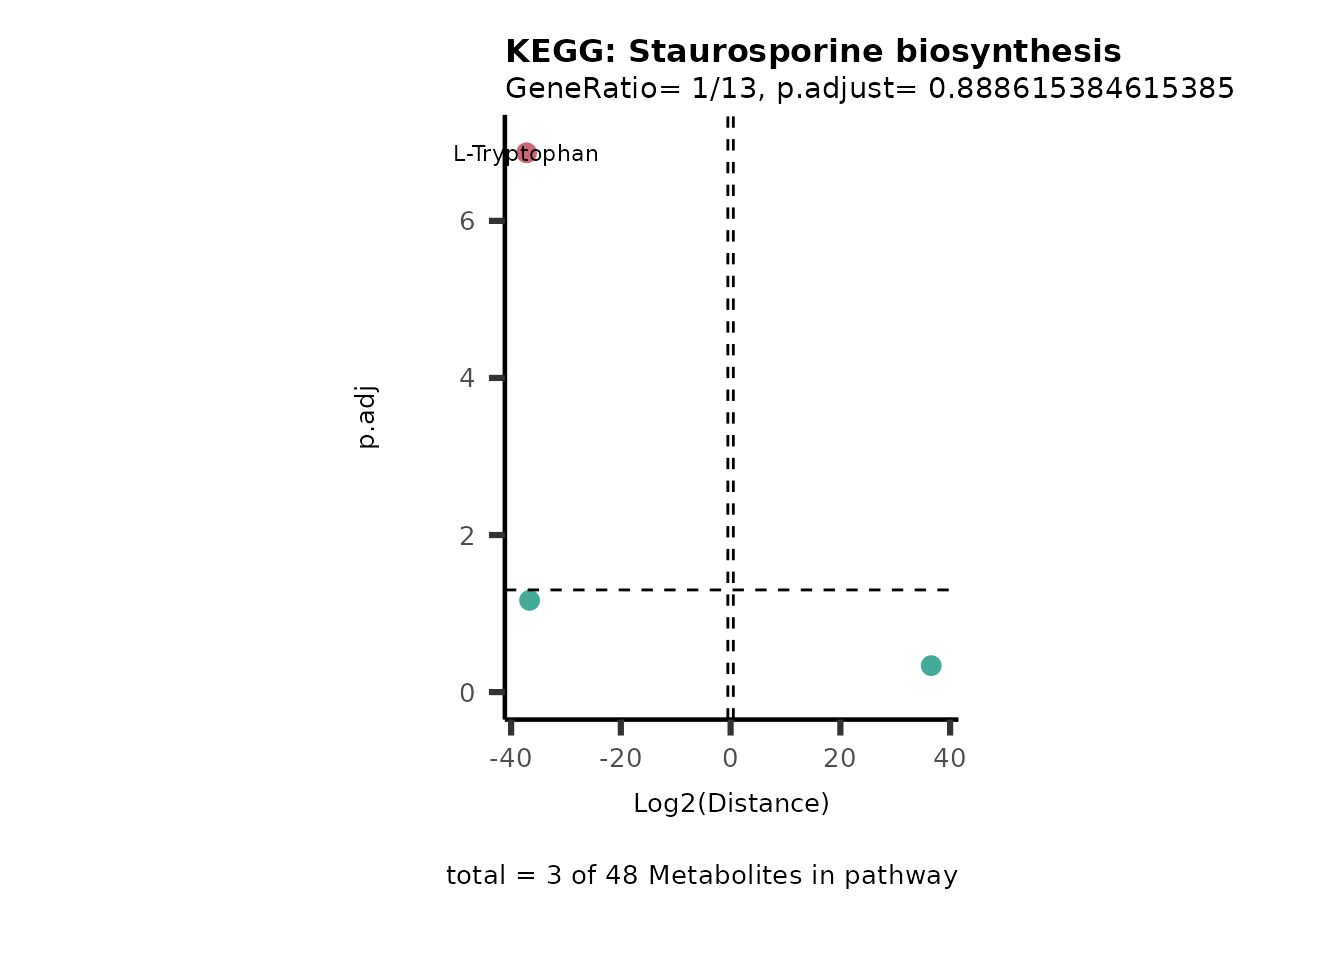 KEGG: Staurosporine biosynthesis
GeneRatio= 1/13, p.adjust= 0.888615384615385
L-Tryptophan
6
4
2
0
p.adj
-40 -20 0 20 40
Log2(Distance)
total = 3 of 48 Metabolites in pathway